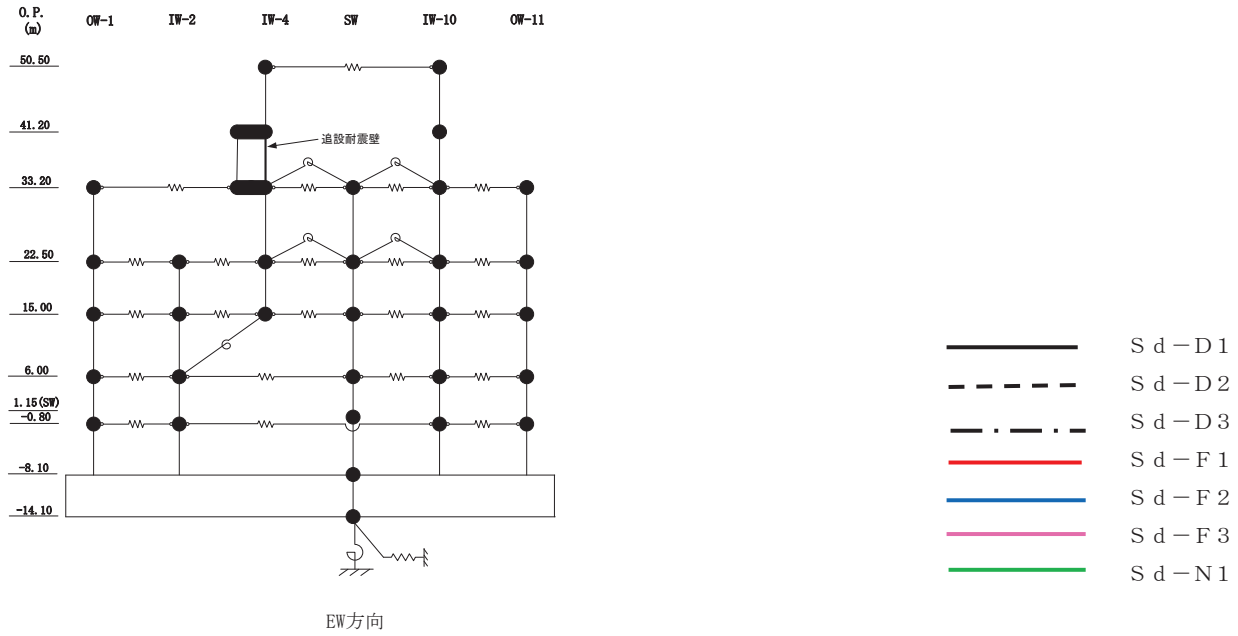 O.P.
(m)
OW-1 IW-2 IW-4 SW IW-10 OW-11
50.50
41.20
追設耐震壁
33.20
22.50
15.00
6.00
1.15(SW)
-0.80
-8.10
-14.10
EW方向
Ｓｄ－Ｄ１
Ｓｄ－Ｄ２
Ｓｄ－Ｄ３
Ｓｄ－Ｆ１
Ｓｄ－Ｆ２
Ｓｄ－Ｆ３
Ｓｄ－Ｎ１